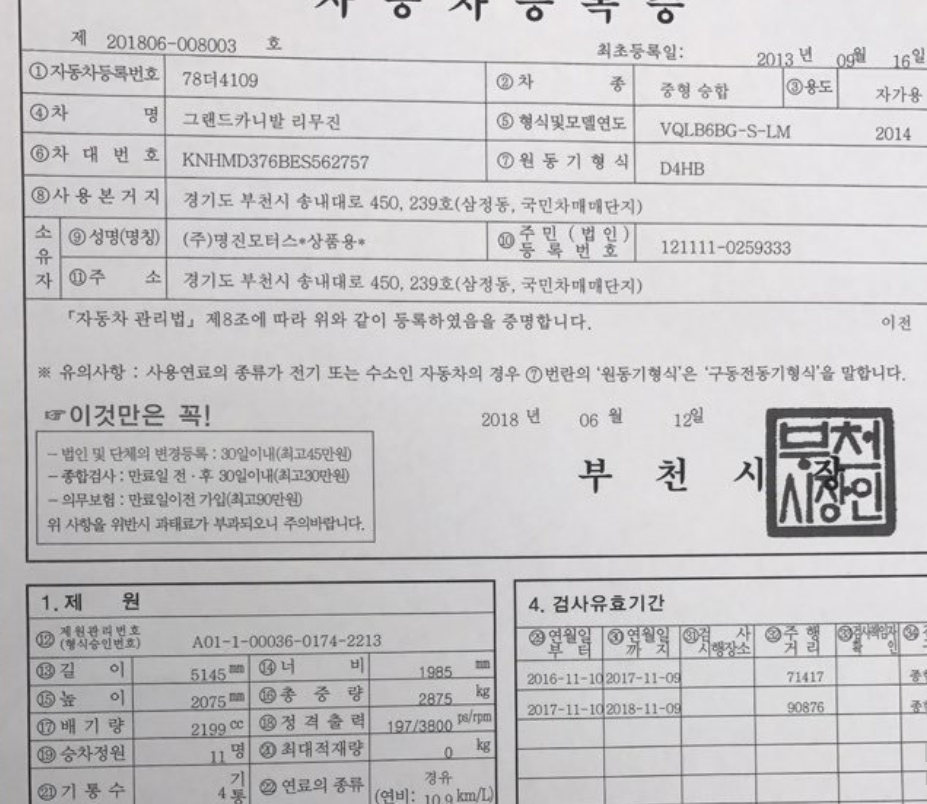 자 동 차 등 록 증
제 201806-008003 호
최초등록일: 2013 년 09월 16일
①자동차등록번호 78더4109 ②차 종 중형 승합 ③용도 자가용
④차 명 그랜드카니발 리무진 ⑤ 형식및모델연도 VQLB6BG-S-LM 2014
⑥차 대 번 호 KNHMD376BES562757 ⑦원 동 기 형 식 D4HB
⑧사 용 본 거 지 경기도 부천시 송내대로 450, 239호(삼정동, 국민차매매단지)
소유자 ⑨성명(명칭) (주)명진모터스*상품용* ⑩주 민 ( 법 인 ) 등 록 번 호 121111-0259333
⑪주 소 경기도 부천시 송내대로 450, 239호(삼정동, 국민차매매단지)
「자동차 관리법」 제8조에 따라 위와 같이 등록하였음을 증명합니다. 이전
※ 유의사항 : 사용연료의 종류가 전기 또는 수소인 자동차의 경우 ⑦번란의 '원동기형식'은 '구동전동기형식'을 말합니다.
☞이것만은 꼭!
2018 년 06 월 12일
- 법인 및 단체의 변경등록 : 30일이내(최고45만원)
- 종합검사 : 만료일 전 · 후 30일이내(최고30만원)
- 의무보험 : 만료일이전 가입(최고90만원)
위 사항을 위반시 과태료가 부과되오니 주의바랍니다.
부 천 시 장
부천
시장인
1. 제 원
⑫ 제원관리번호 (형식승인번호) A01-1-00036-0174-2213
⑬길 이 5145㎜ ⑭너 비 1985 ㎜
⑮높 이 2075㎜ ⑯총 중 량 2875 kg
⑰배 기 량 2199 cc ⑱정 격 출 력 197/3800 ps/rpm
⑲승차정원 11 명 ⑳최대적재량 0 kg
㉑기 통 수 4 기통 ㉒연료의 종류 경유 (연비: 10.9 km/L)
4. 검사유효기간
㉙연월일 부 터 ㉚연월일 까 지 ㉛검 사 시행장소 ㉜주 행 거 리 ㉝검사책임자 확 인 ㉞
2016-11-10 2017-11-09 71417 종
2017-11-10 2018-11-09 90876 종